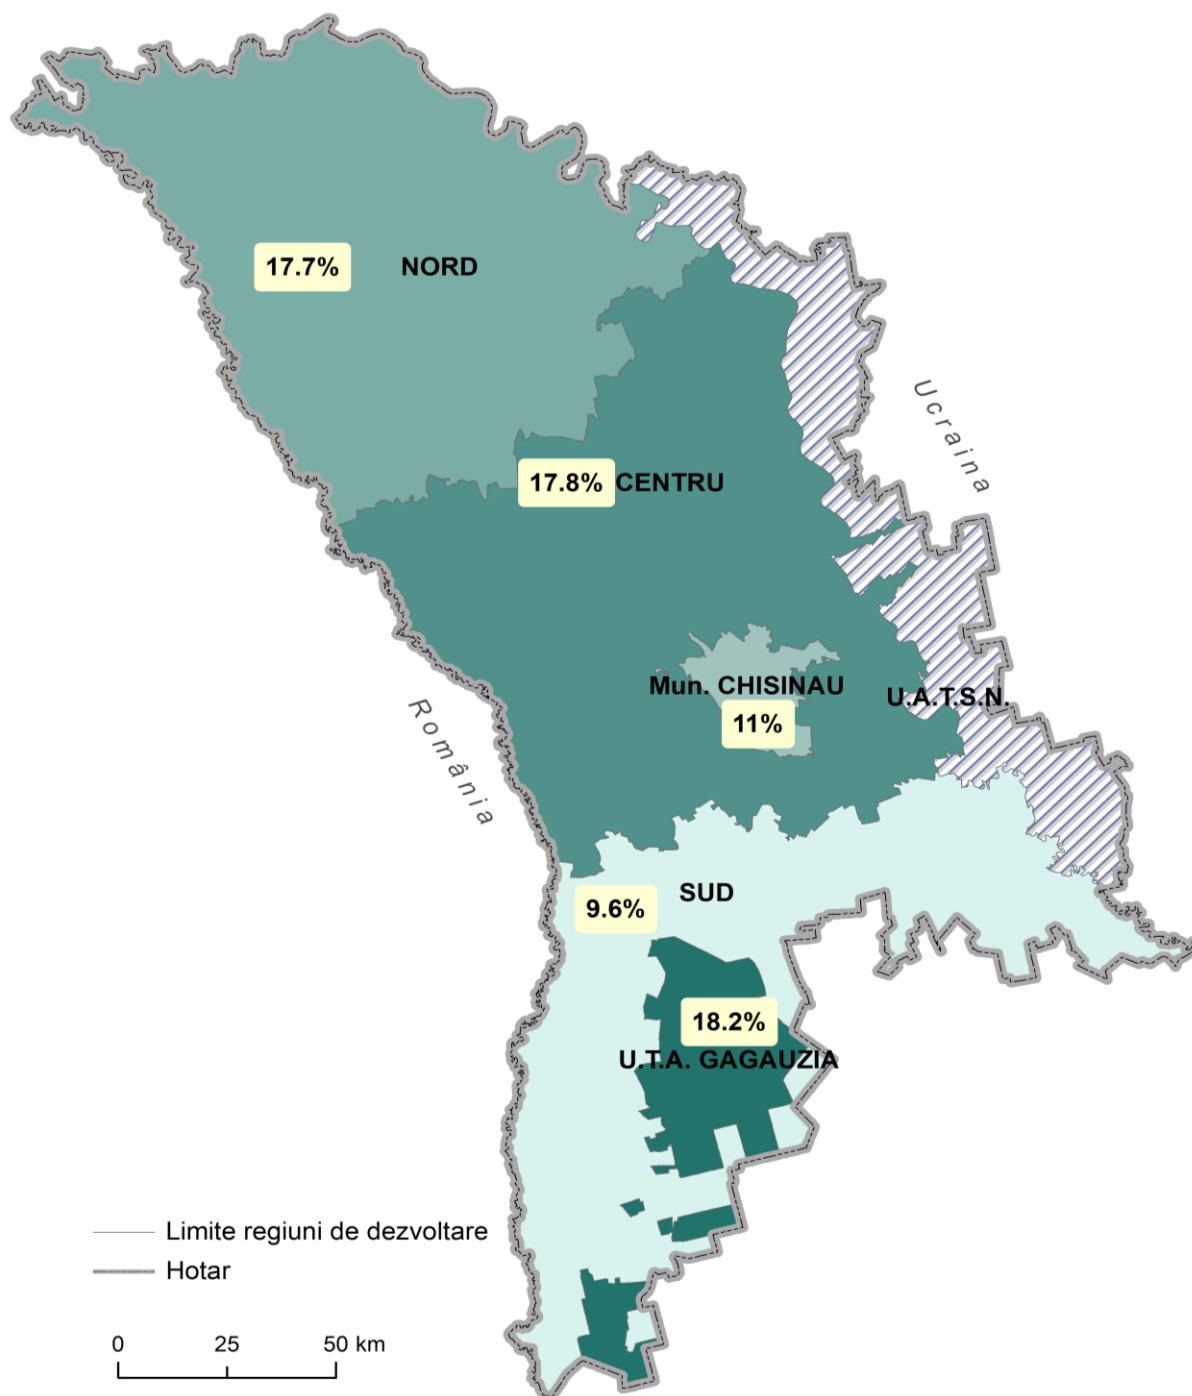 17.7% NORD
Ucraina
17.8% CENTRU
Mun. CHISINAU
U.A.T.S.N.
11%
România
SUD
9.6%
18.2%
U.T.A. GAGAUZIA
Limite regiuni de dezvoltare
Hotar
0 25 50 km